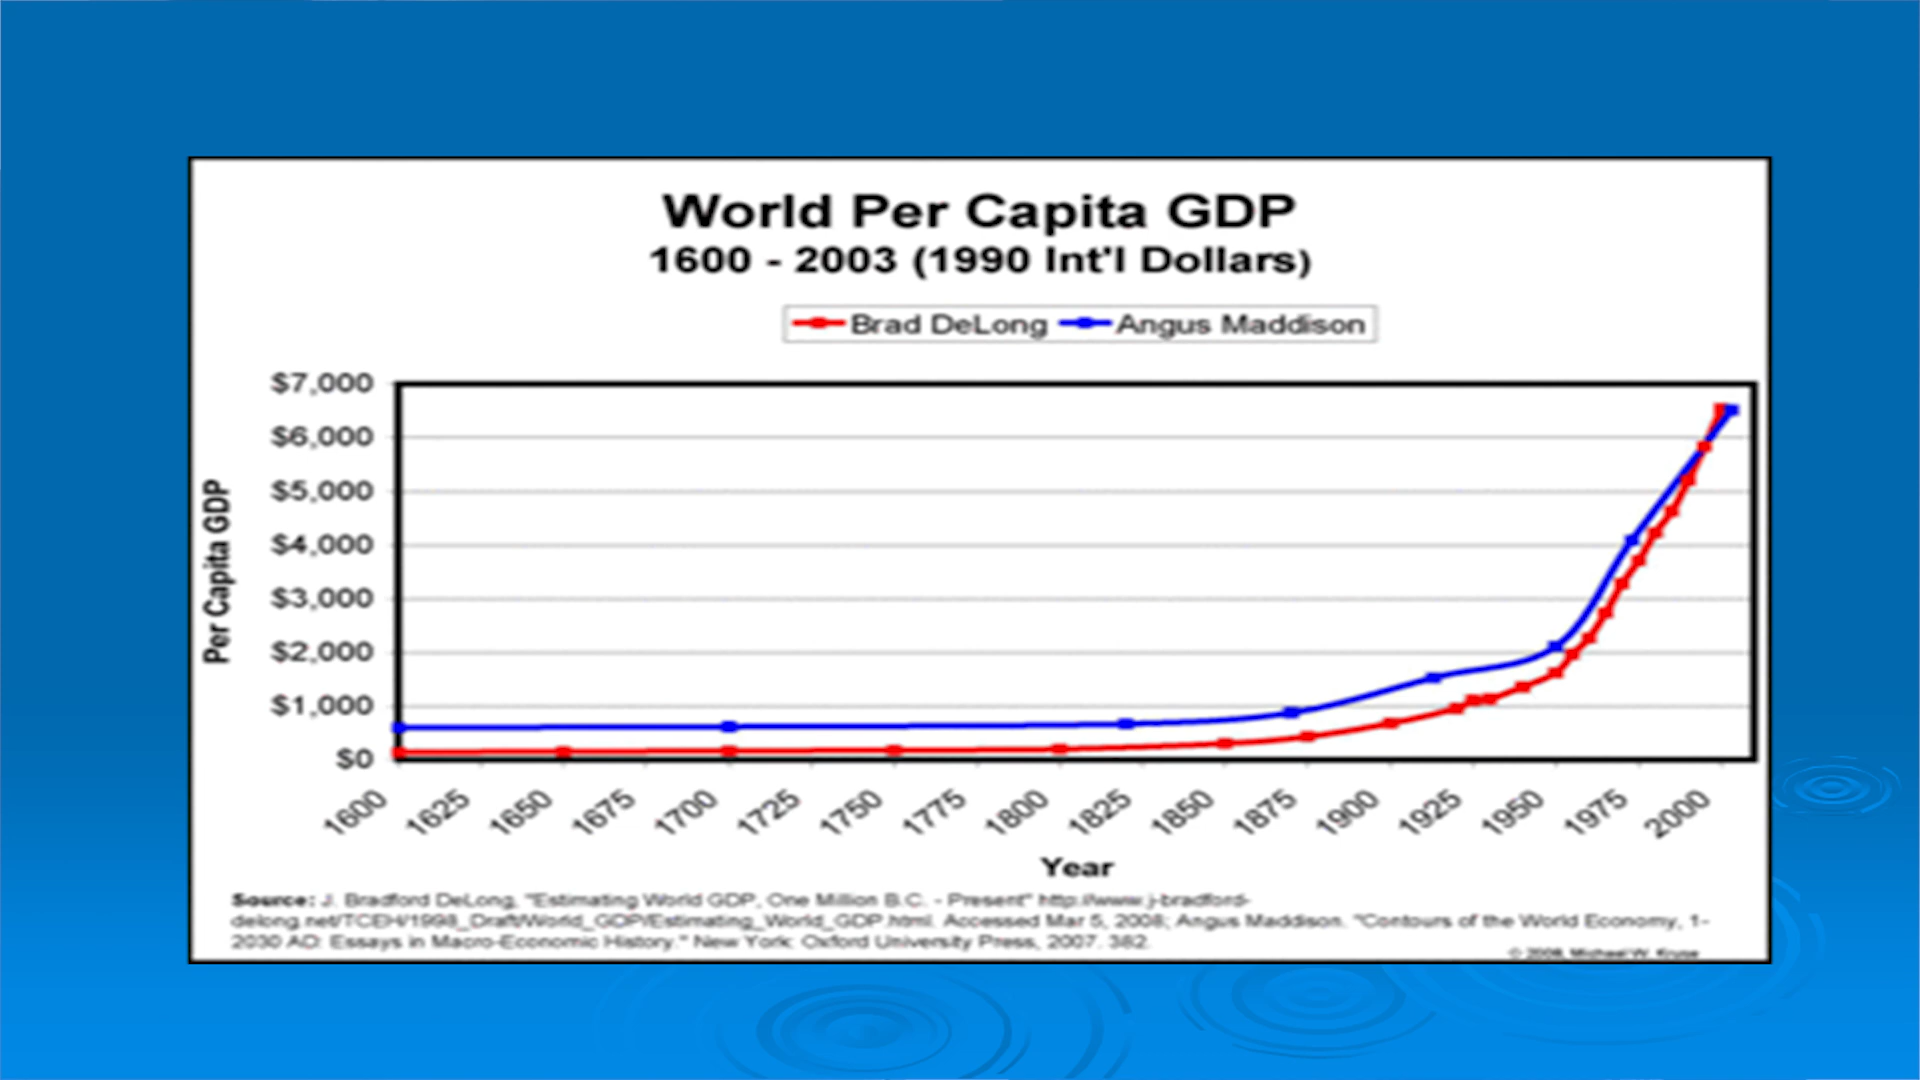 World Per Capita GDP
1600 - 2003 (1990 Int'l Dollars)
Brad DeLong Angus Maddison
$7,000
$6,000
$5,000
$4,000
$3,000
$2,000
$1,000
$0
Per Capita GDP
1600 1625 1650 1675 1700 1725 1750 1775 1800 1825 1850 1875 1900 1925 1950 1975 2000
Year
Source: J. Bradford DeLong, "Estimating World GDP, One Million B.C. - Present" http://www.j-bradford-
delong.net/TCEH/1998_Draft/World_GDP/Estimating_World_GDP.html. Accessed Mar 5, 2008; Angus Maddison. "Contours of the World Economy, 1-
2030 AD: Essays in Macro-Economic History." New York: Oxford University Press, 2007. 382.
© 2008, Michael W. Kruse